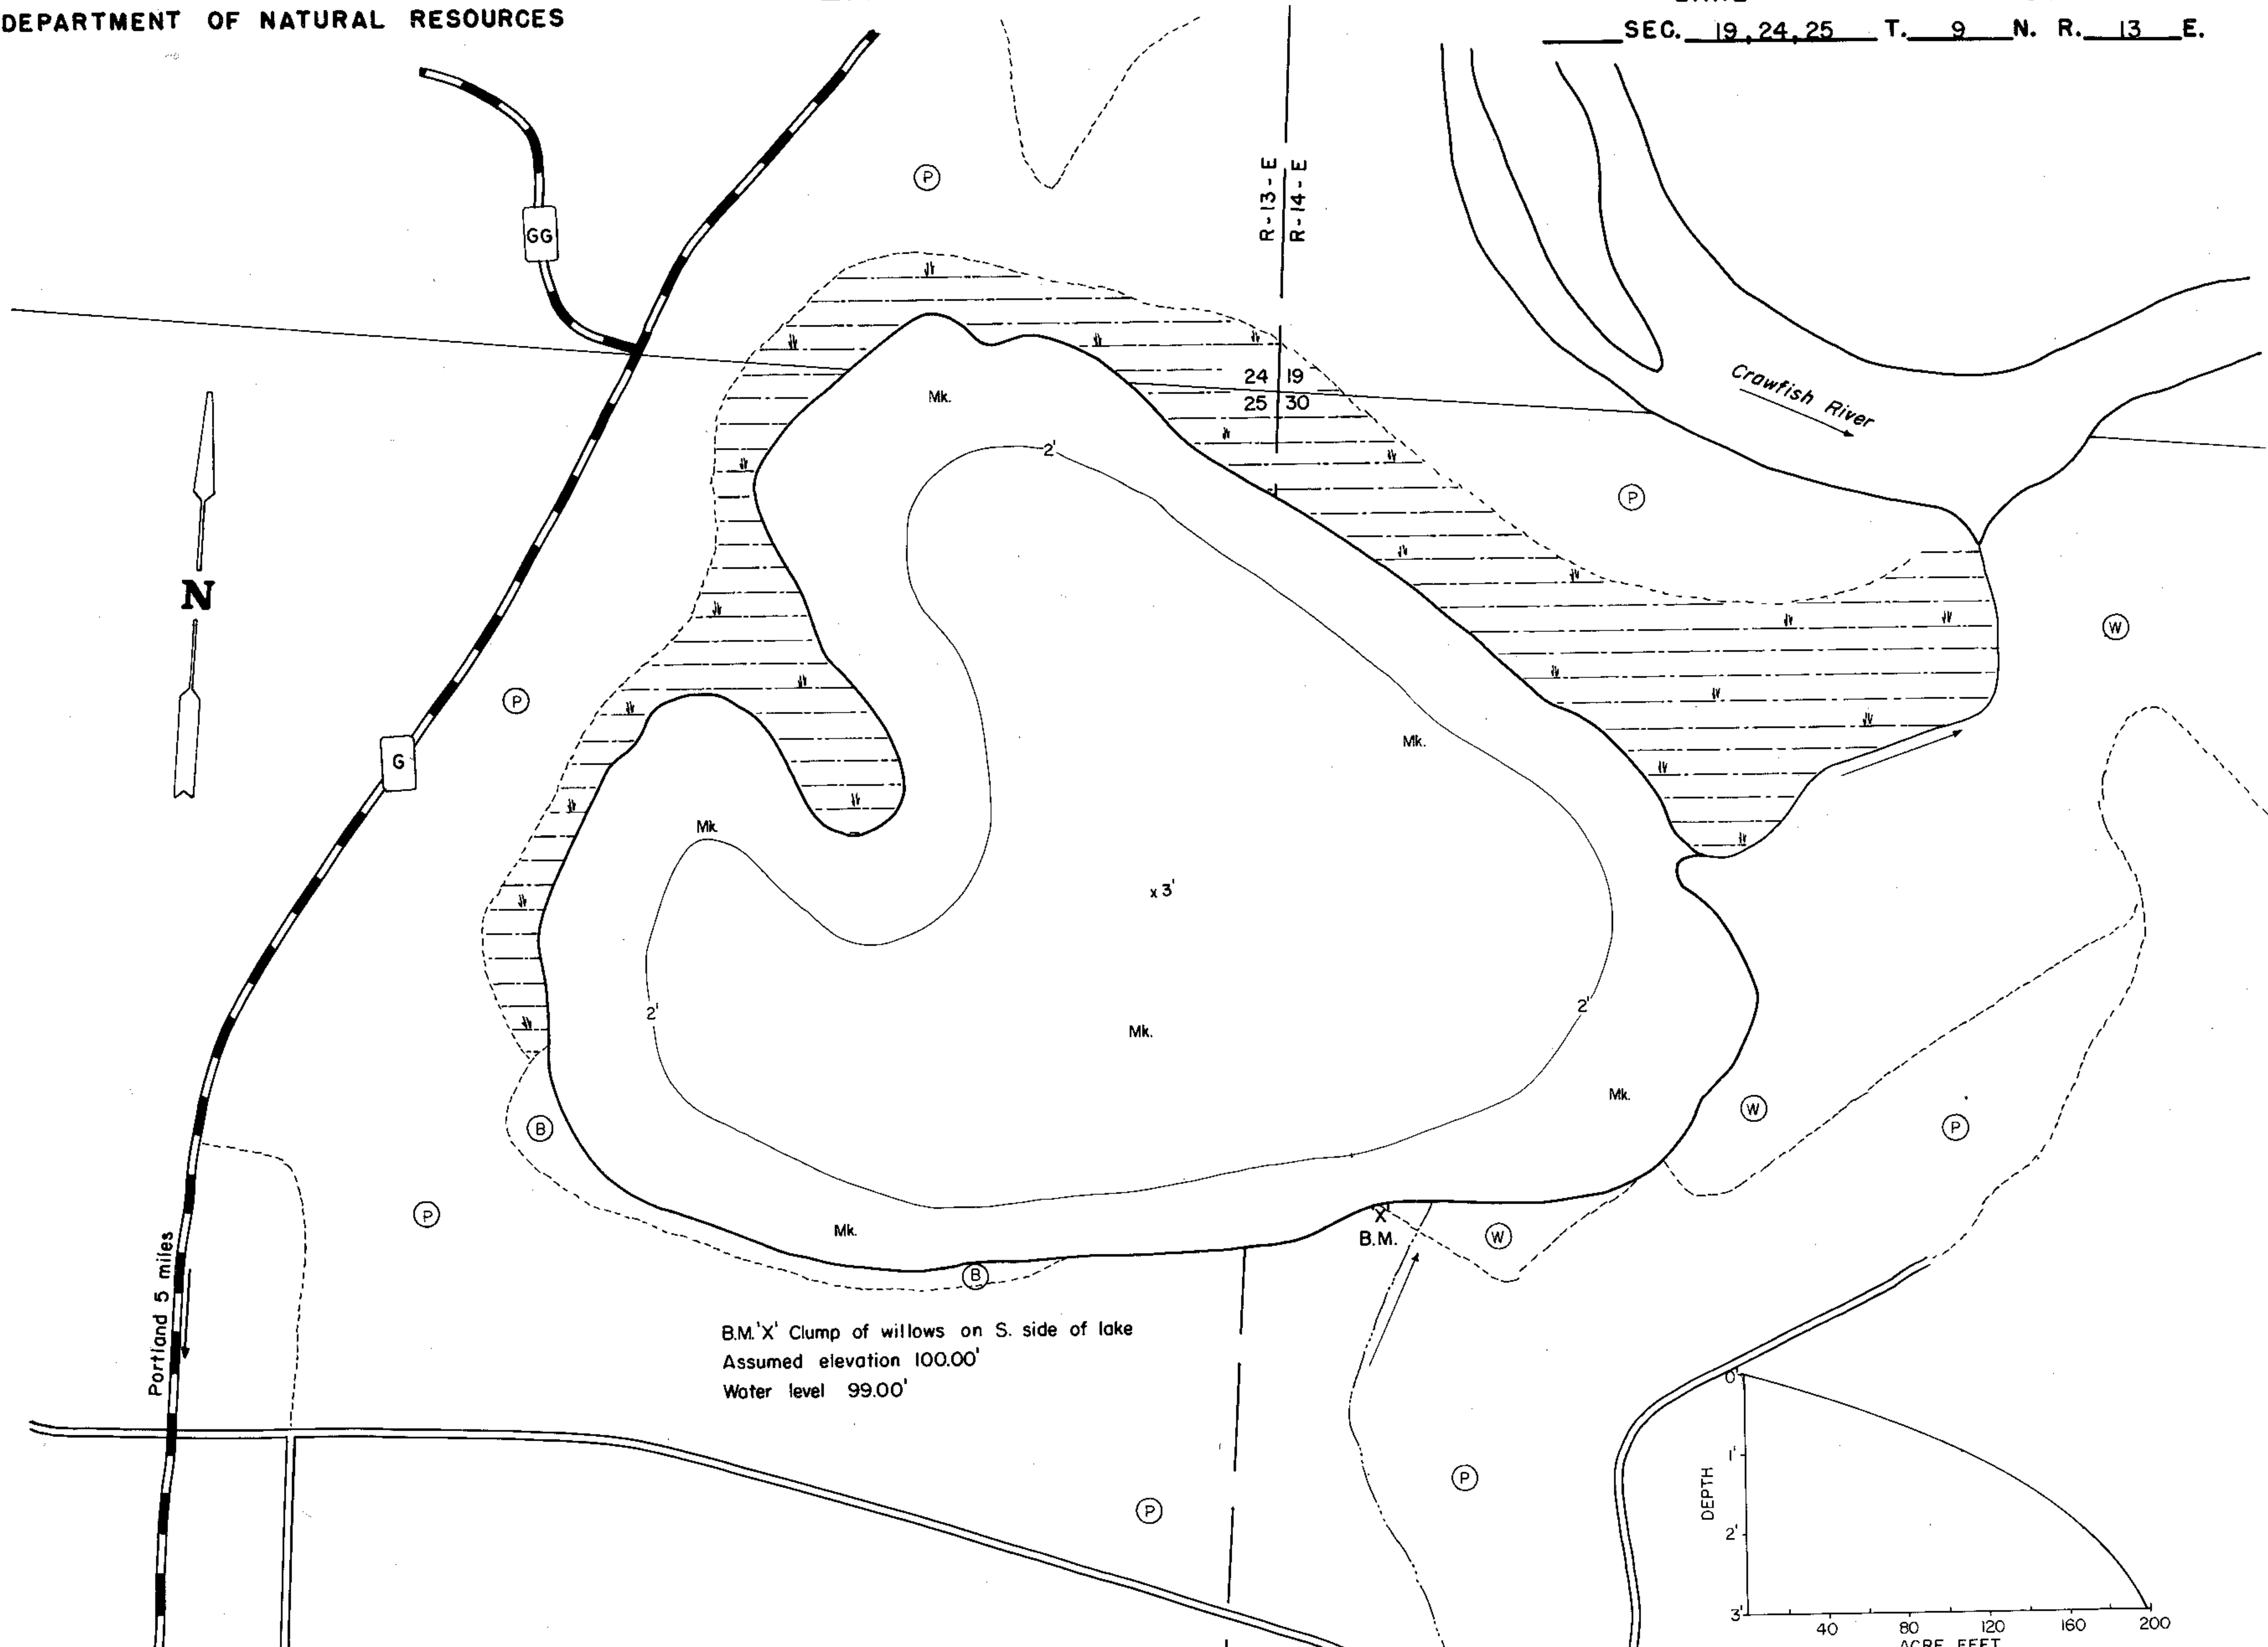 DEPARTMENT OF NATURAL RESOURCES
SEC. 19,24,25 T. 9 N. R. 13 E.
P
R-13-E
R-14-E
GG
24 19
25 30
Mk.
Crawfish River
2'
P
N
W
P
Mk.
G
Mk.
x 3'
2'
2'
Mk.
Mk.
W
B
P
P
Mk.
'X'
B.M.
W
B
Portland 5 miles
B.M.'X' Clump of willows on S. side of lake
Assumed elevation 100.00'
Water level 99.00'
P
P
DEPTH
0'
1'
2'
3'
40 80 120 160 200
ACRE FEET